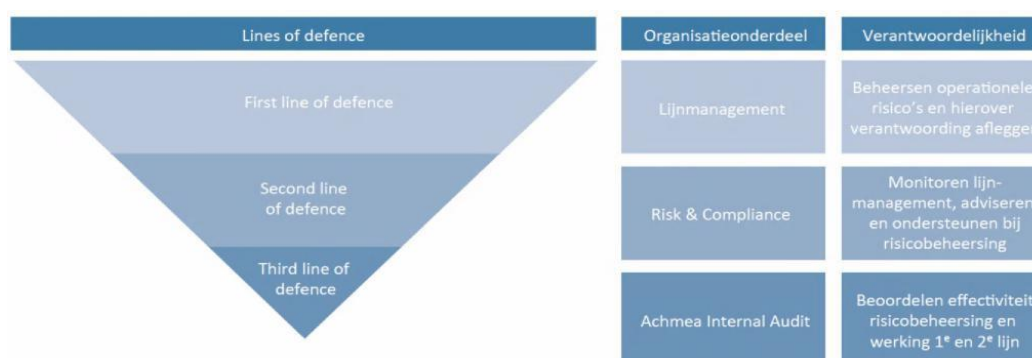 Lines of defence
Organisatieonderdeel
Verantwoordelijkheid
First line of defence
Lijnmanagement
Beheersen operationele
risico's en hierover
verantwoording afleggen
Second line
of defence
Risk & Compliance
Monitoren lijn-
management, adviseren
en ondersteunen bij
risicobeheersing
Third line of
defence
Achmea Internal Audit
Beoordelen effectiviteit
risicobeheersing en
werking 1ᵉ en 2ᵉ lijn